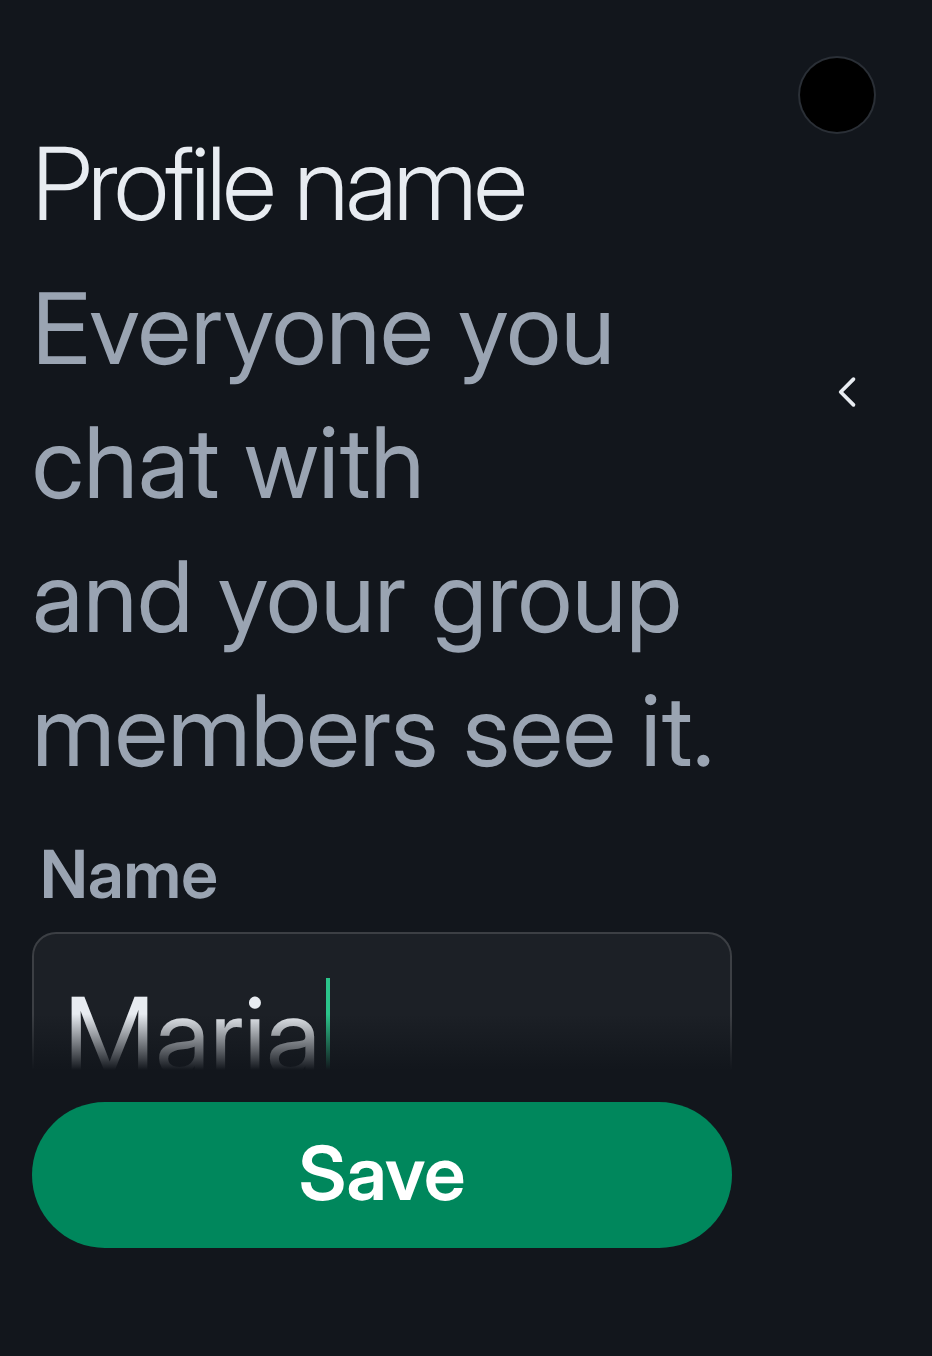 Profile name
Everyone you
chat with
and your group
members see it.
Name
Maria
Save